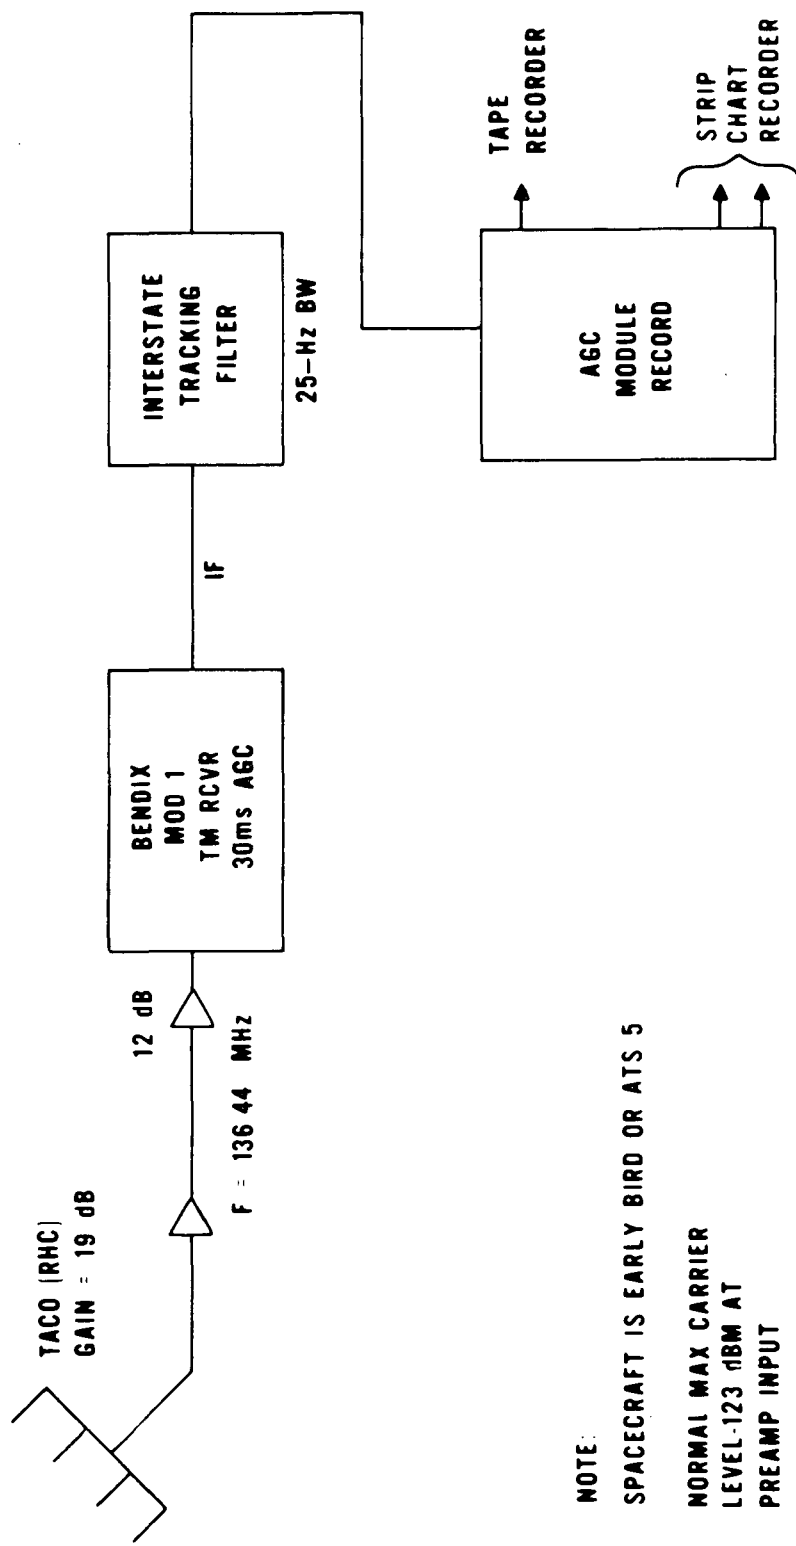 TACO (RHC)
GAIN = 19 dB
12 dB
F = 136 44 MHz
BENDIX
MOD 1
TM RCVR
30ms AGC
IF
INTERSTATE
TRACKING
FILTER
25-Hz BW
AGC
MODULE
RECORD
TAPE
RECORDER
STRIP
CHART
RECORDER
NOTE:
SPACECRAFT IS EARLY BIRD OR ATS 5
NORMAL MAX CARRIER
LEVEL-123 dBM AT
PREAMP INPUT